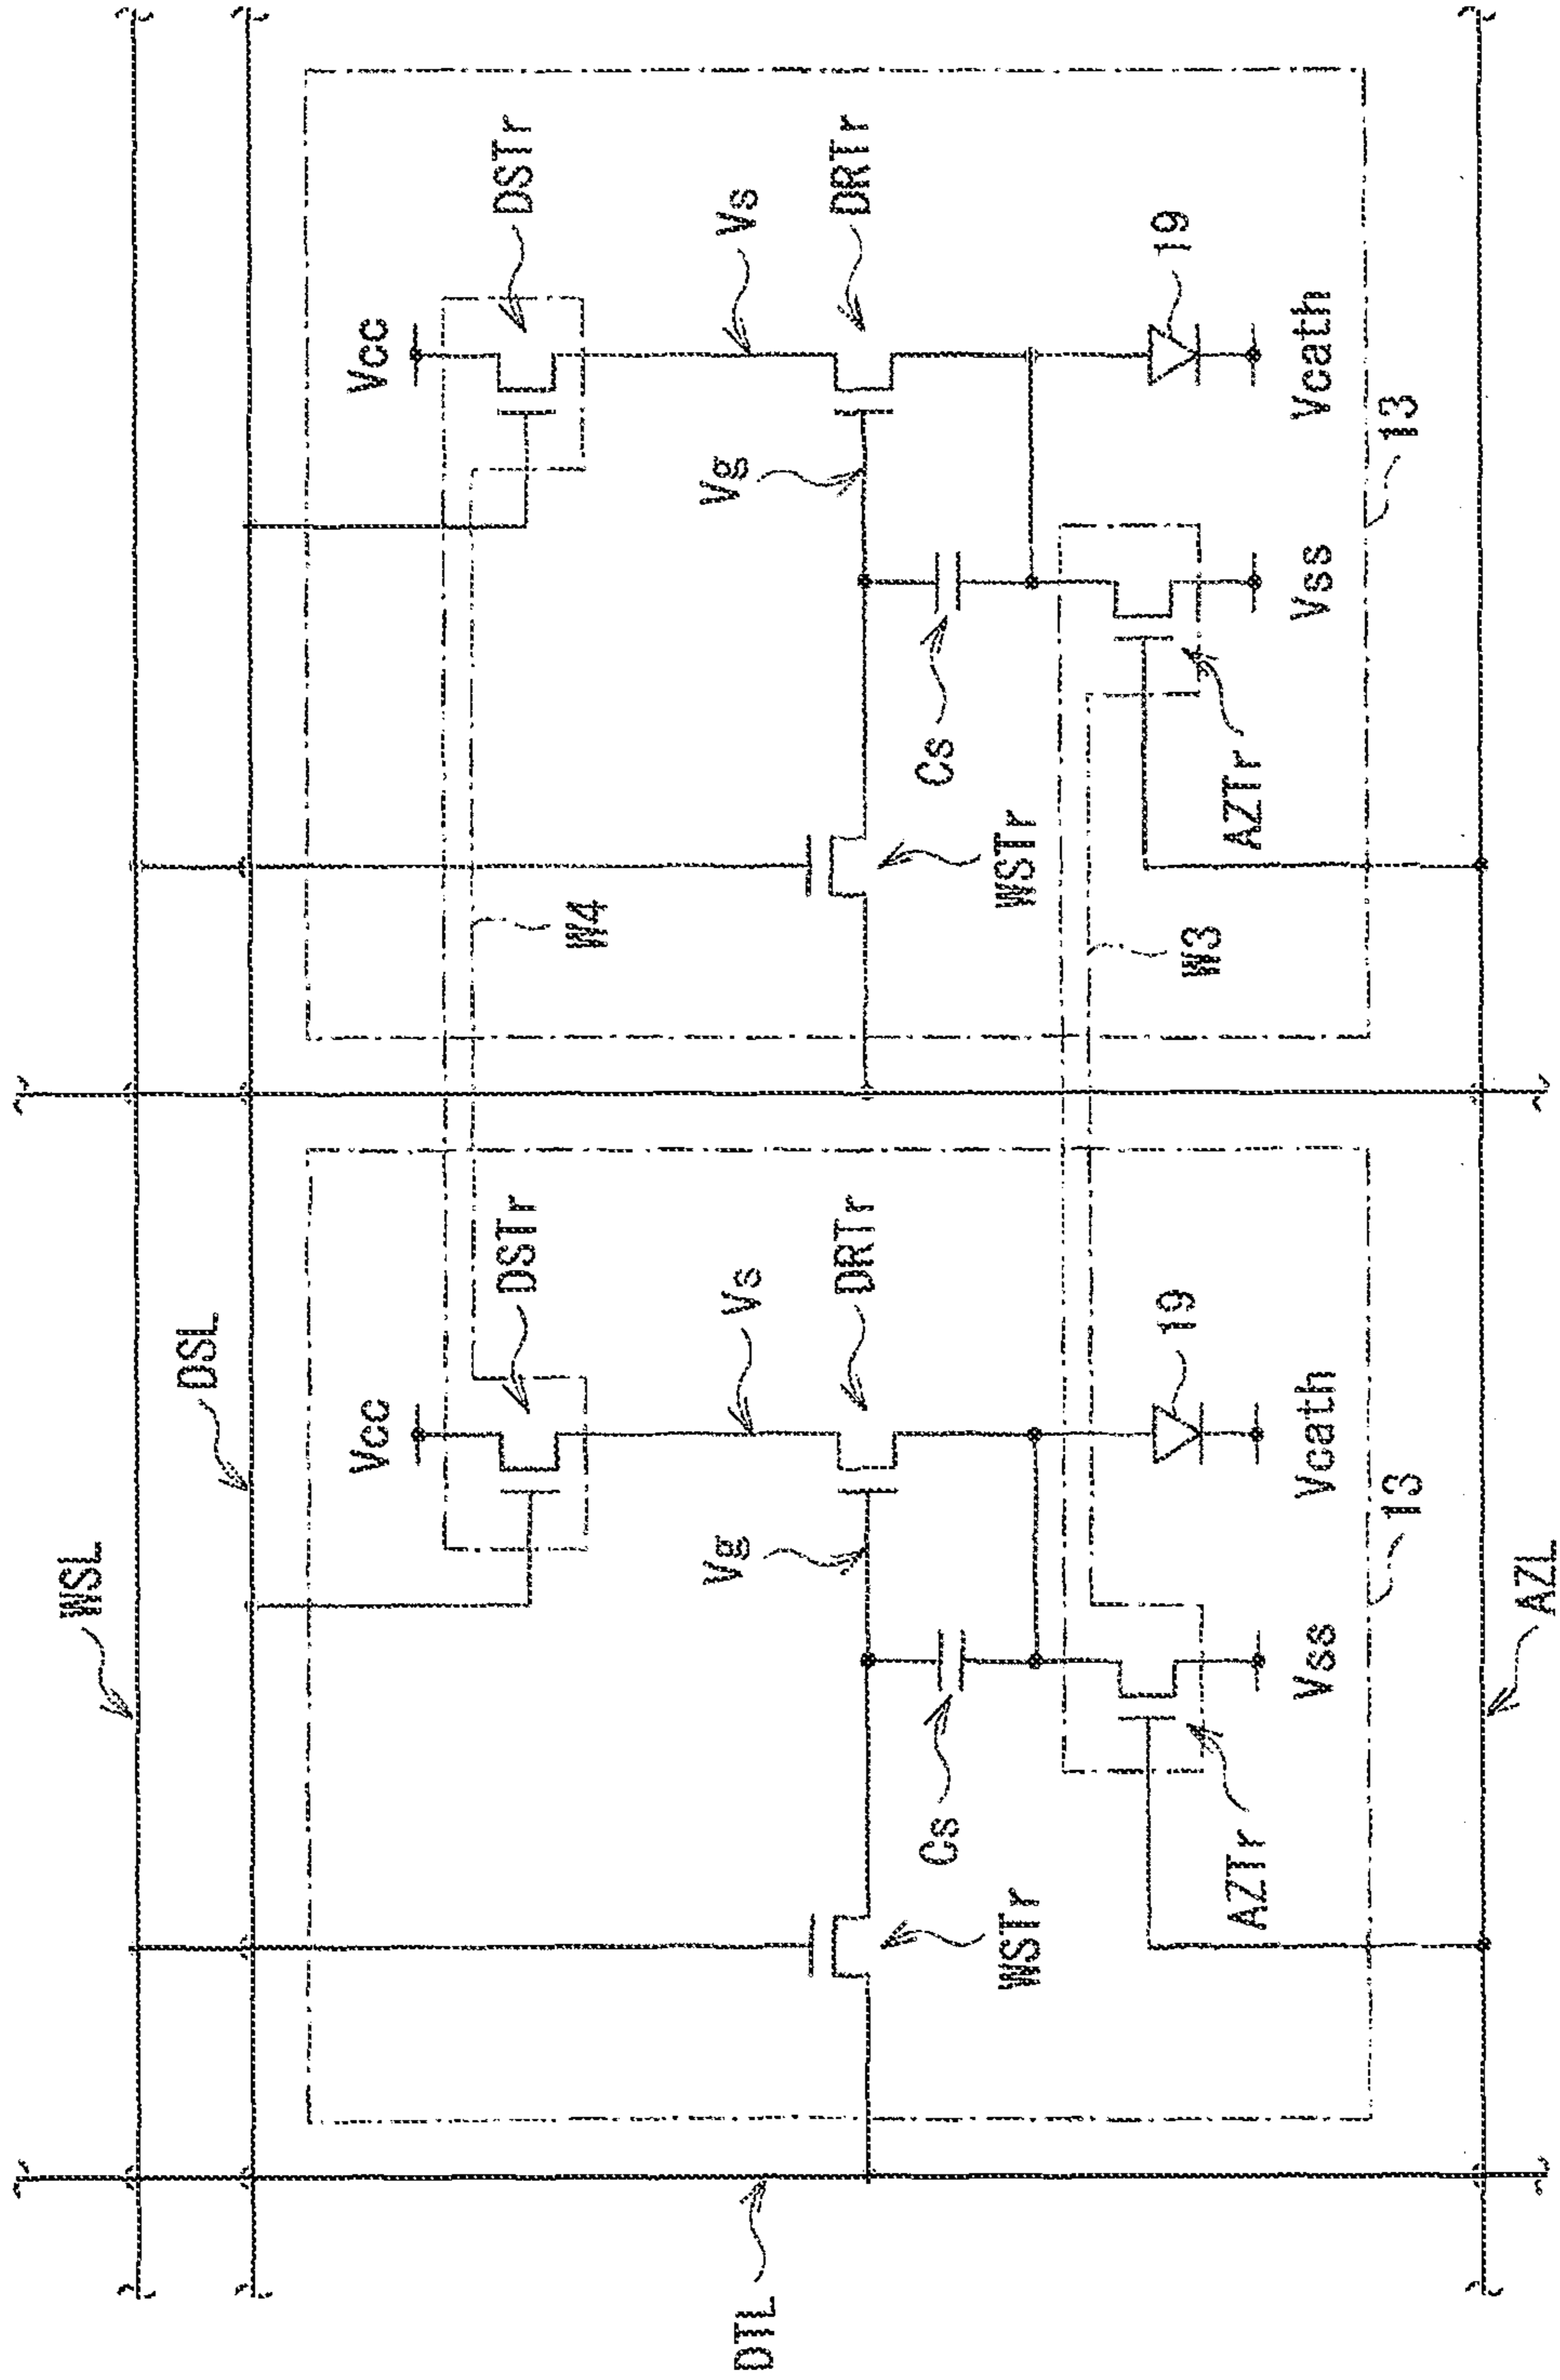 WSL
DSL
Vcc
DSTr
Vcc
DSTr
W4
Vs
Vs
Vg
DRTr
Vg
DRTr
Cs
Cs
WSTr
19
WSTr
19
AZTr
Vss
Vcath
W3
AZTr
Vss
Vcath
13
13
DTL
AZL